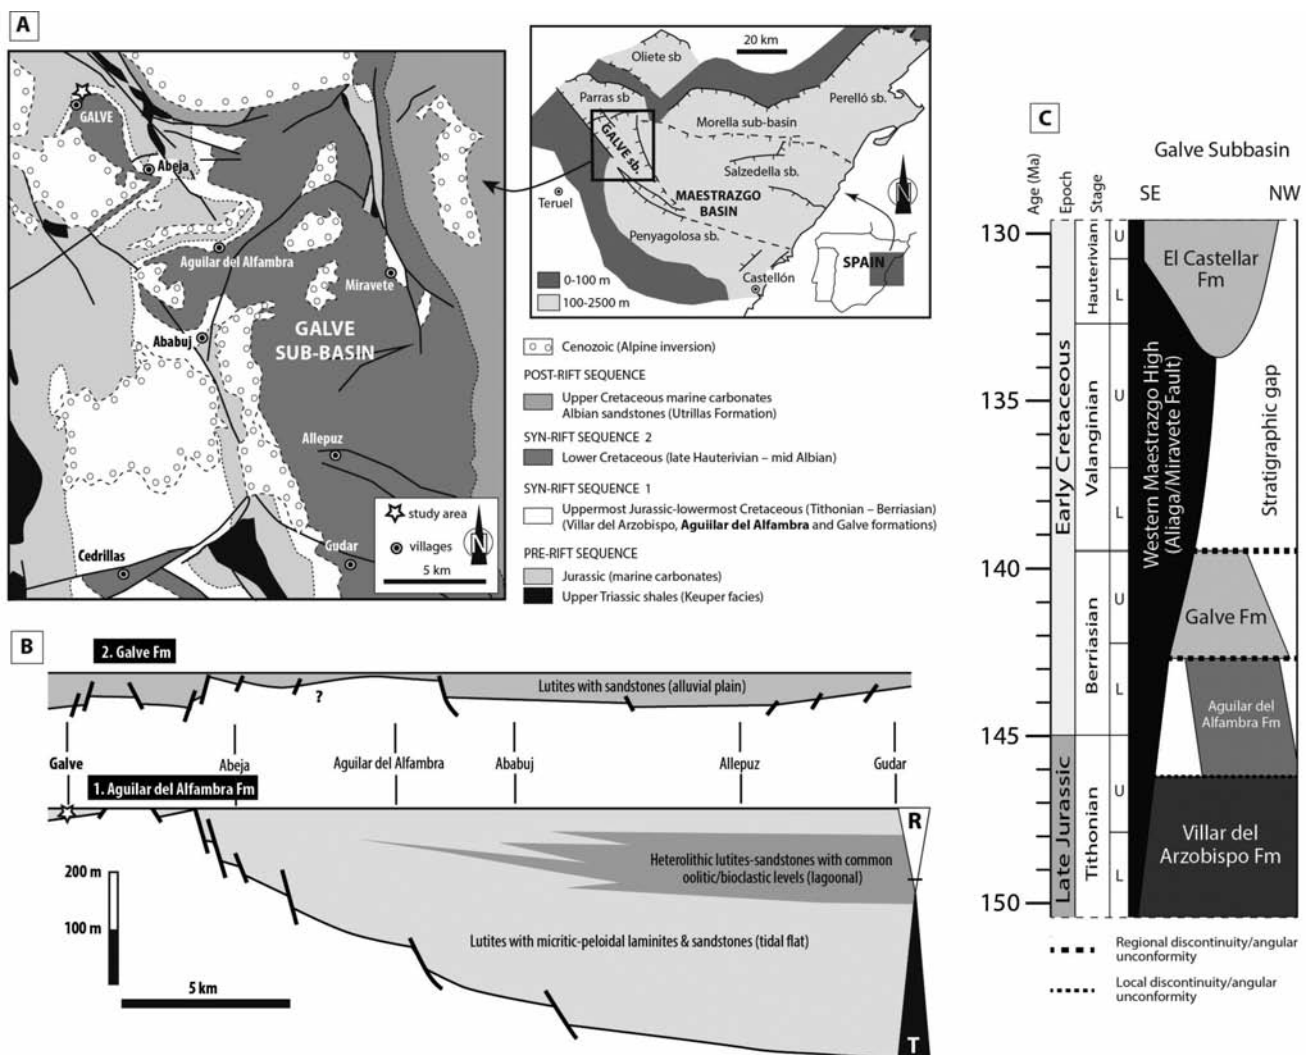 A
GALVE
Abeja
Aguilar del Alfambra
Miravete
Ababuj
GALVE
SUB-BASIN
Allepuz
Cedrillas
Gudar
study area
villages
N
5 km
20 km
Oliete sb
Parras sb
Perelló sb.
Morella sub-basin
GALVE sb.
Salzedella sb.
Teruel
MAESTRAZGO
BASIN
N
Penyagolosa sb.
SPAIN
Castellón
0-100 m
100-2500 m
Cenozoic (Alpine inversion)
POST-RIFT SEQUENCE
Upper Cretaceous marine carbonates
Albian sandstones (Utrillas Formation)
SYN-RIFT SEQUENCE 2
Lower Cretaceous (late Hauterivian – mid Albian)
SYN-RIFT SEQUENCE 1
Uppermost Jurassic-lowermost Cretaceous (Tithonian – Berriasian)
(Villar del Arzobispo, Aguiilar del Alfambra and Galve formations)
PRE-RIFT SEQUENCE
Jurassic (marine carbonates)
Upper Triassic shales (Keuper facies)
B
2. Galve Fm
?
Lutites with sandstones (alluvial plain)
Galve
Abeja
Aguilar del Alfambra
Ababuj
Allepuz
Gudar
1. Aguilar del Alfambra Fm
R
Heterolithic lutites-sandstones with common
oolitic/bioclastic levels (lagoonal)
200 m
100 m
Lutites with micritic-peloidal laminites & sandstones (tidal flat)
5 km
T
C
Galve Subbasin
Age (Ma)
Epoch
Stage
SE
NW
130
135
140
145
150
Early Cretaceous
Late Jurassic
Hauterivian
Valanginian
Berriasian
Tithonian
U
L
U
L
U
L
U
L
El Castellar
Fm
Western Maestrazgo High
(Aliaga/Miravete Fault)
Stratigraphic gap
Galve Fm
Aguilar del
Alfambra Fm
Villar del
Arzobispo Fm
Regional discontinuity/angular
unconformity
Local discontinuity/angular
unconformity